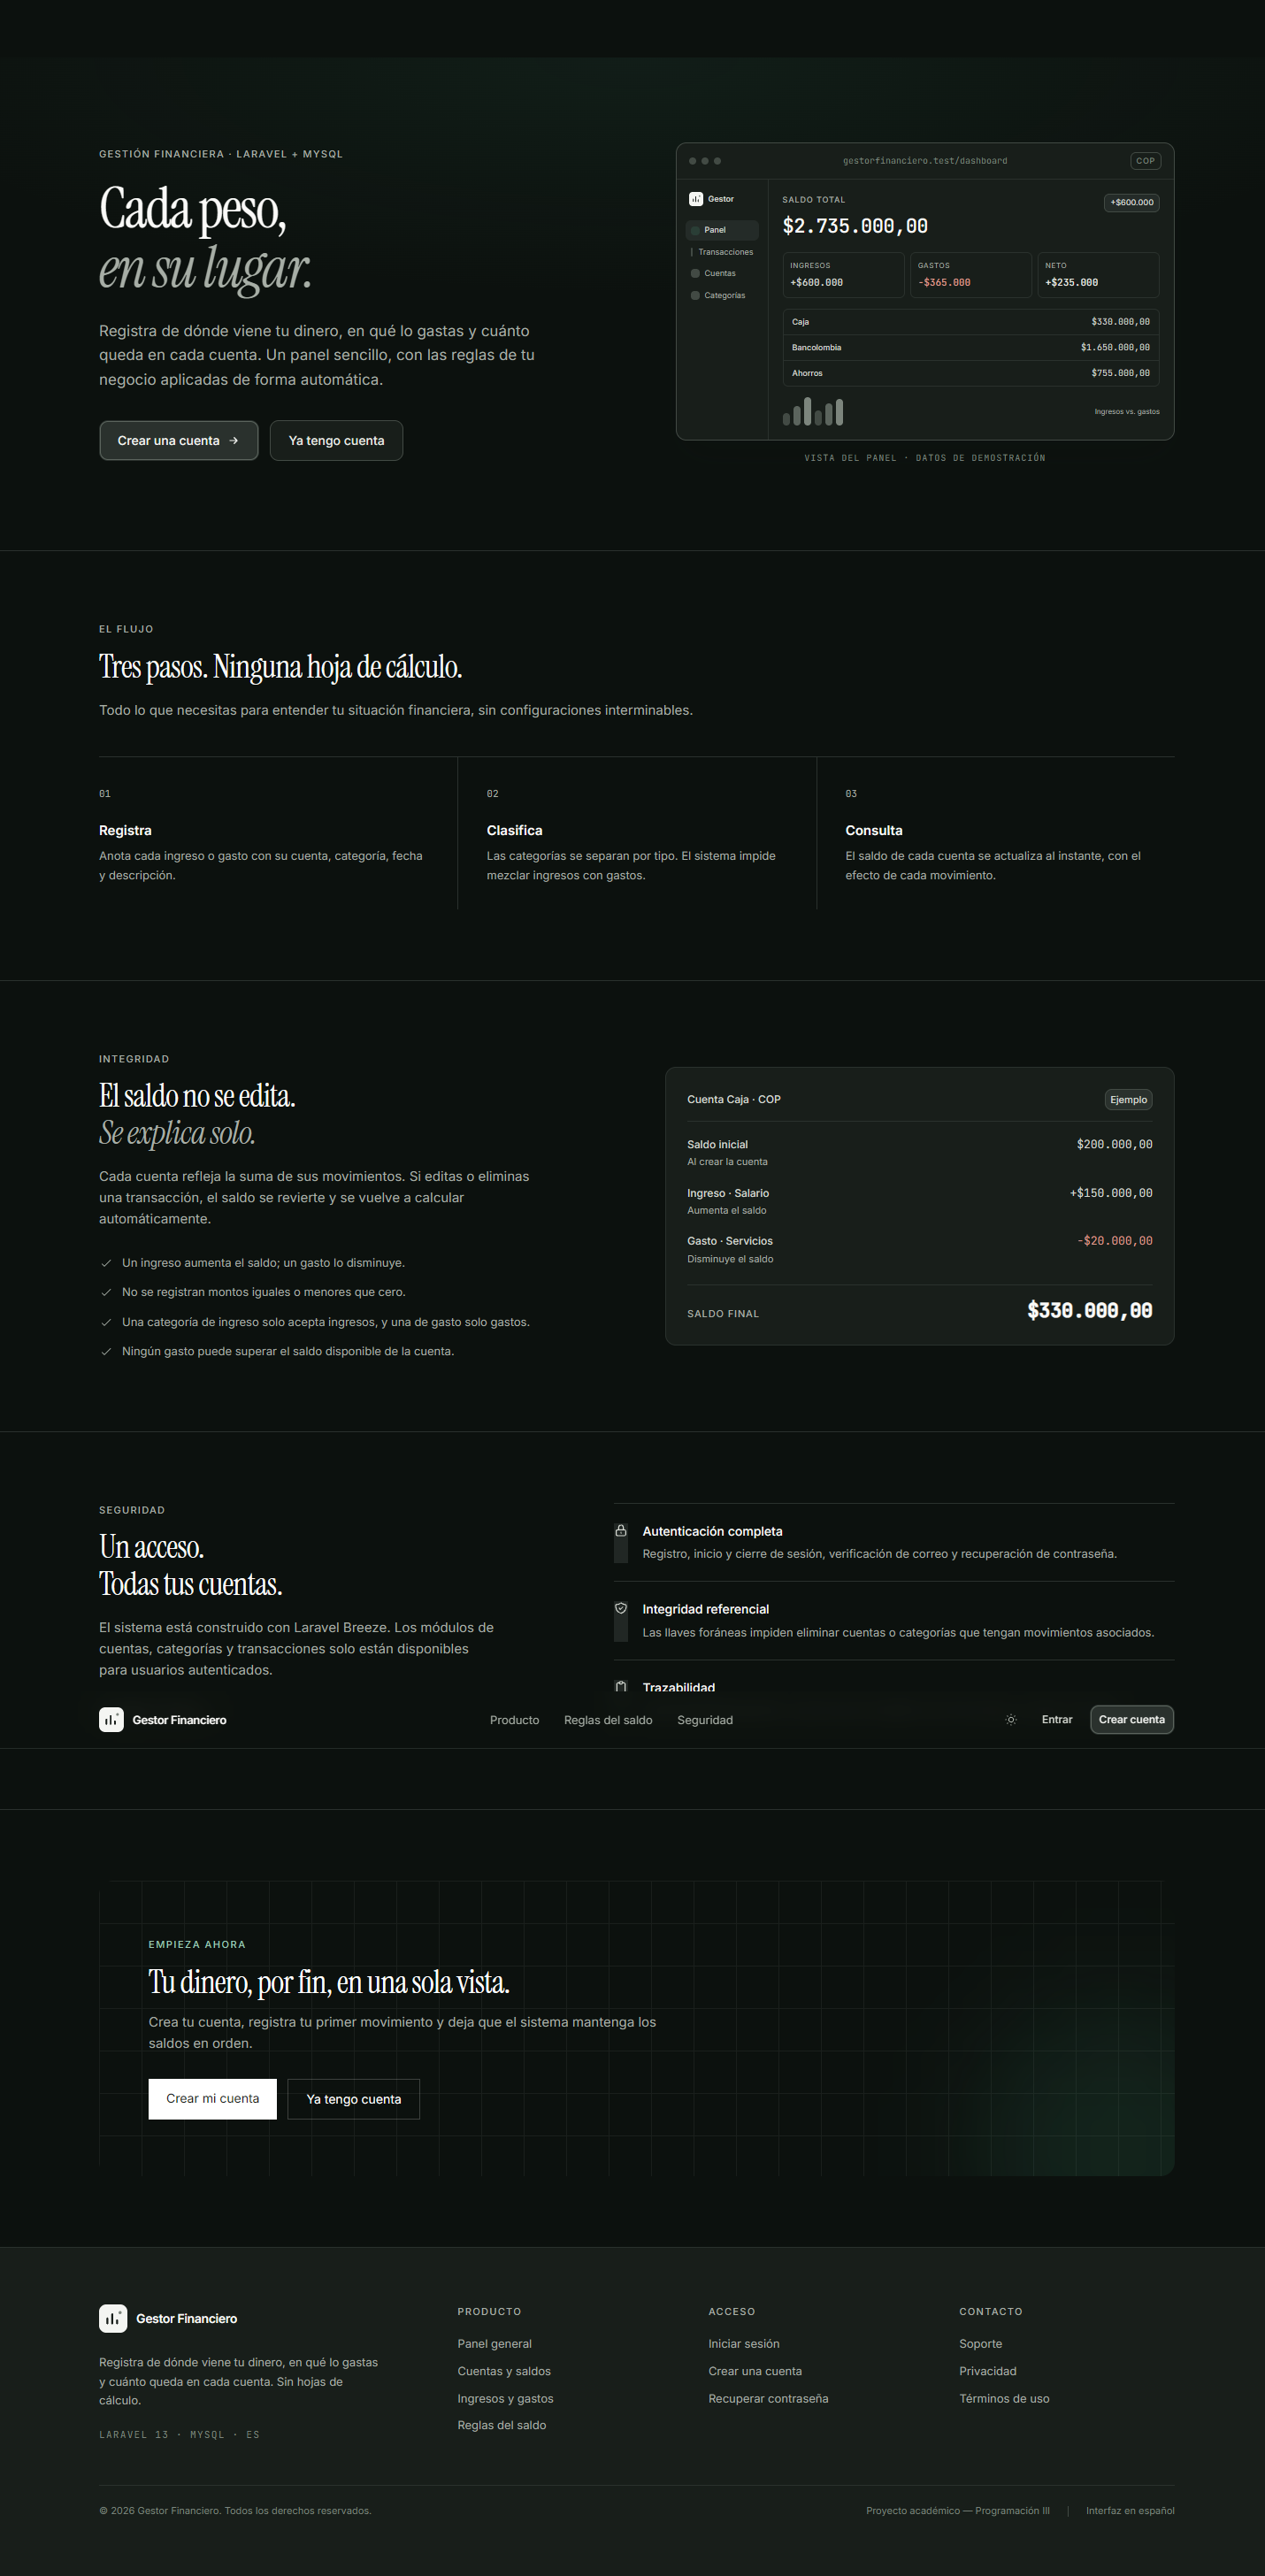 GESTIÓN FINANCIERA · LARAVEL + MYSQL
Cada peso,
en su lugar.
Registra de dónde viene tu dinero, en qué lo gastas y cuánto
queda en cada cuenta. Un panel sencillo, con las reglas de tu
negocio aplicadas de forma automática.
Crear una cuenta →
Ya tengo cuenta
gestorfinanciero.test/dashboard
COP
Gestor
Panel
Transacciones
Cuentas
Categorías
SALDO TOTAL
+$600.000
$2.735.000,00
INGRESOS
+$600.000
GASTOS
-$365.000
NETO
+$235.000
Caja
$330.000,00
Bancolombia
$1.650.000,00
Ahorros
$755.000,00
Ingresos vs. gastos
VISTA DEL PANEL · DATOS DE DEMOSTRACIÓN
EL FLUJO
Tres pasos. Ninguna hoja de cálculo.
Todo lo que necesitas para entender tu situación financiera, sin configuraciones interminables.
01
Registra
Anota cada ingreso o gasto con su cuenta, categoría, fecha
y descripción.
02
Clasifica
Las categorías se separan por tipo. El sistema impide
mezclar ingresos con gastos.
03
Consulta
El saldo de cada cuenta se actualiza al instante, con el
efecto de cada movimiento.
INTEGRIDAD
El saldo no se edita.
Se explica solo.
Cada cuenta refleja la suma de sus movimientos. Si editas o eliminas
una transacción, el saldo se revierte y se vuelve a calcular
automáticamente.
Un ingreso aumenta el saldo; un gasto lo disminuye.
No se registran montos iguales o menores que cero.
Una categoría de ingreso solo acepta ingresos, y una de gasto solo gastos.
Ningún gasto puede superar el saldo disponible de la cuenta.
Cuenta Caja · COP
Ejemplo
Saldo inicial
$200.000,00
Al crear la cuenta
Ingreso · Salario
+$150.000,00
Aumenta el saldo
Gasto · Servicios
-$20.000,00
Disminuye el saldo
SALDO FINAL
$330.000,00
SEGURIDAD
Un acceso.
Todas tus cuentas.
El sistema está construido con Laravel Breeze. Los módulos de
cuentas, categorías y transacciones solo están disponibles
para usuarios autenticados.
Autenticación completa
Registro, inicio y cierre de sesión, verificación de correo y recuperación de contraseña.
Integridad referencial
Las llaves foráneas impiden eliminar cuentas o categorías que tengan movimientos asociados.
Trazabilidad
Gestor Financiero
Producto
Reglas del saldo
Seguridad
Entrar
Crear cuenta
EMPIEZA AHORA
Tu dinero, por fin, en una sola vista.
Crea tu cuenta, registra tu primer movimiento y deja que el sistema mantenga los
saldos en orden.
Crear mi cuenta
Ya tengo cuenta
Gestor Financiero
Registra de dónde viene tu dinero, en qué lo gastas
y cuánto queda en cada cuenta. Sin hojas de
cálculo.
LARAVEL 13 · MYSQL · ES
PRODUCTO
Panel general
Cuentas y saldos
Ingresos y gastos
Reglas del saldo
ACCESO
Iniciar sesión
Crear una cuenta
Recuperar contraseña
CONTACTO
Soporte
Privacidad
Términos de uso
© 2026 Gestor Financiero. Todos los derechos reservados.
Proyecto académico — Programación III
Interfaz en español